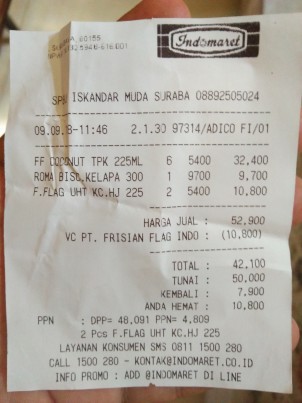 Indomaret
SPBU ISKANDAR MUDA SURABA 08892505024
09.09.8-11:46 2.1.30 97314/ADICO FI/01
FF COCONUT TPK 225ML 6 5400 32,400
ROMA BISC.KELAPA 300 1 9700 9,700
F.FLAG UHT KC.HJ 225 2 5400 10,800
HARGA JUAL : 52,900
VC PT. FRISIAN FLAG INDO : (10,800)
TOTAL : 42,100
TUNAI : 50,000
KEMBALI : 7,900
ANDA HEMAT : 10,800
PPN : DPP= 48,091 PPN= 4,809
2 Pcs F.FLAG UHT KC.HJ 225
LAYANAN KONSUMEN SMS 0811 1500 280
CALL 1500 280 - KONTAK@INDOMARET.CO.ID
INFO PROMO : ADD @INDOMARET DI LINE